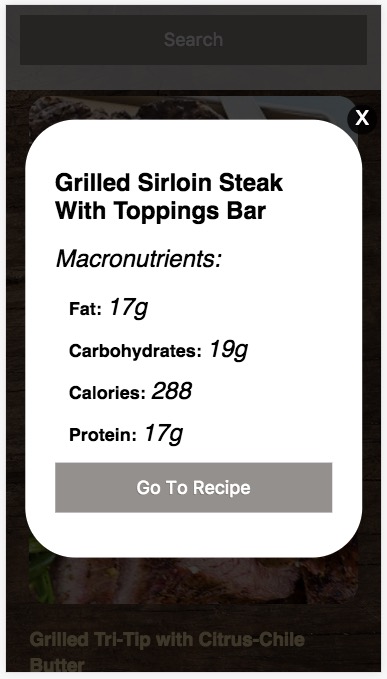 Search
X
Grilled Sirloin Steak
With Toppings Bar
Macronutrients:
Fat: 17g
Carbohydrates: 19g
Calories: 288
Protein: 17g
Go To Recipe
Grilled Tri-Tip with Citrus-Chile
Butter